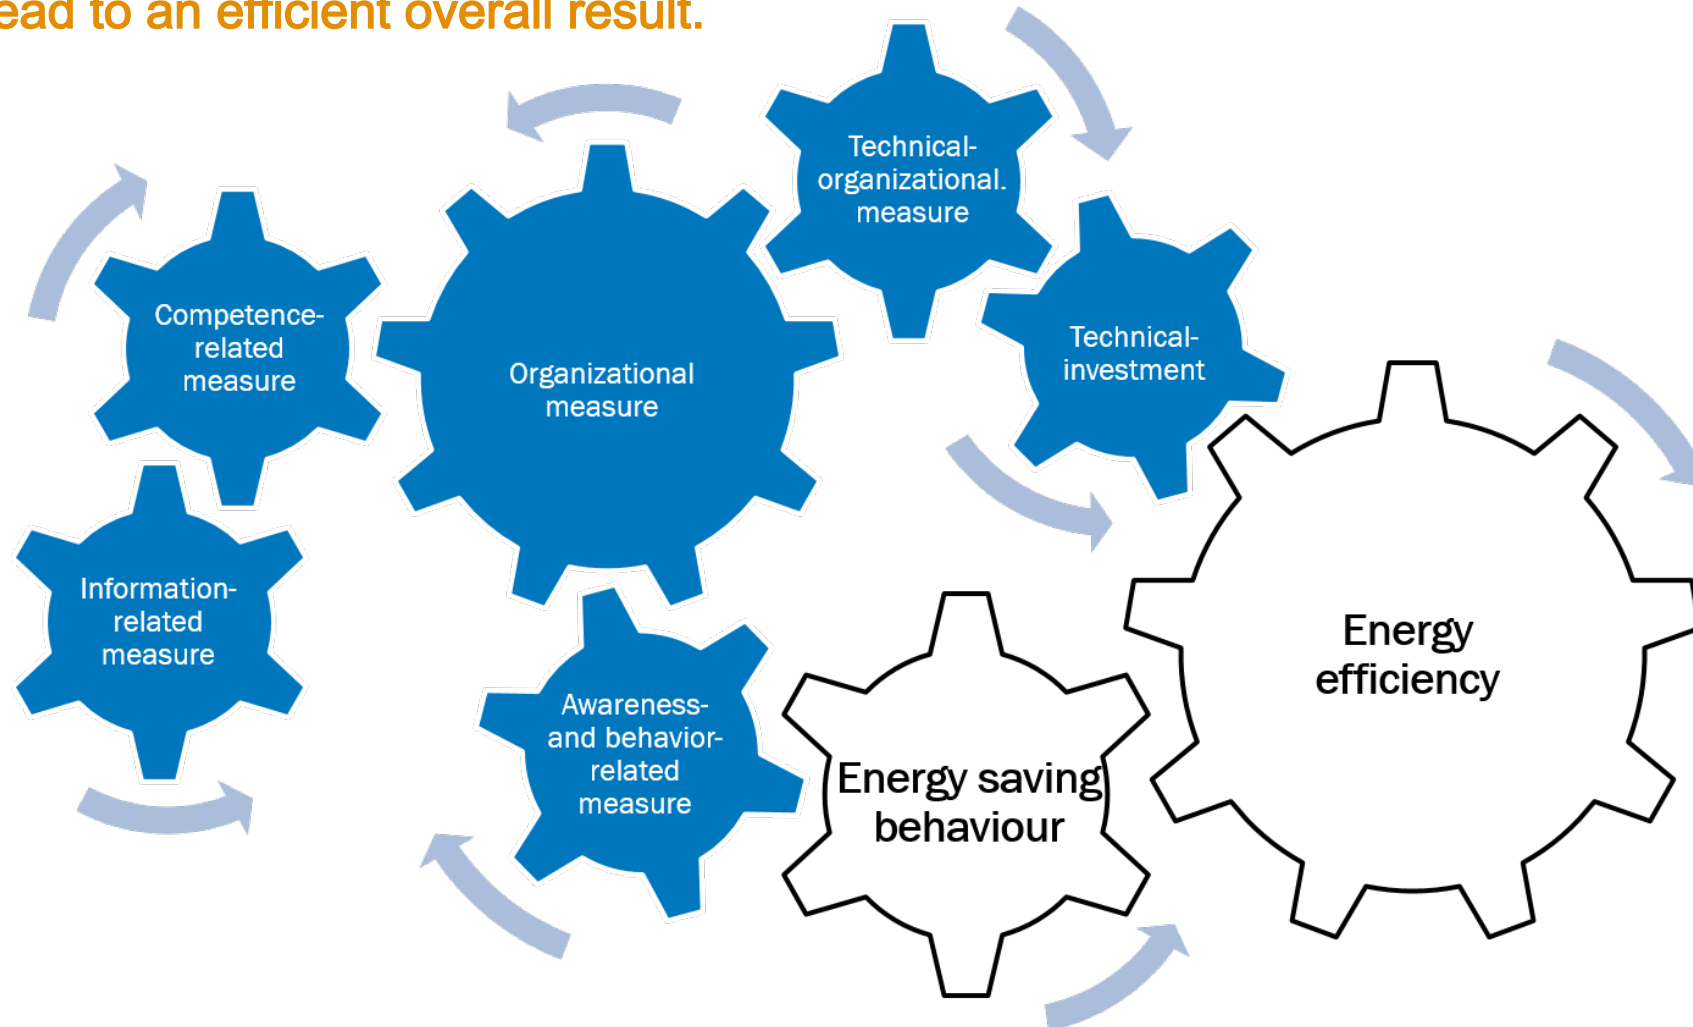 ead to an efficient overall result.
Technical-
organizational.
measure
Competence-
related
measure
Organizational
measure
Technical-
investment
Information-
related
measure
Energy
efficiency
Awareness-
and behavior-
related
measure
Energy saving
behaviour